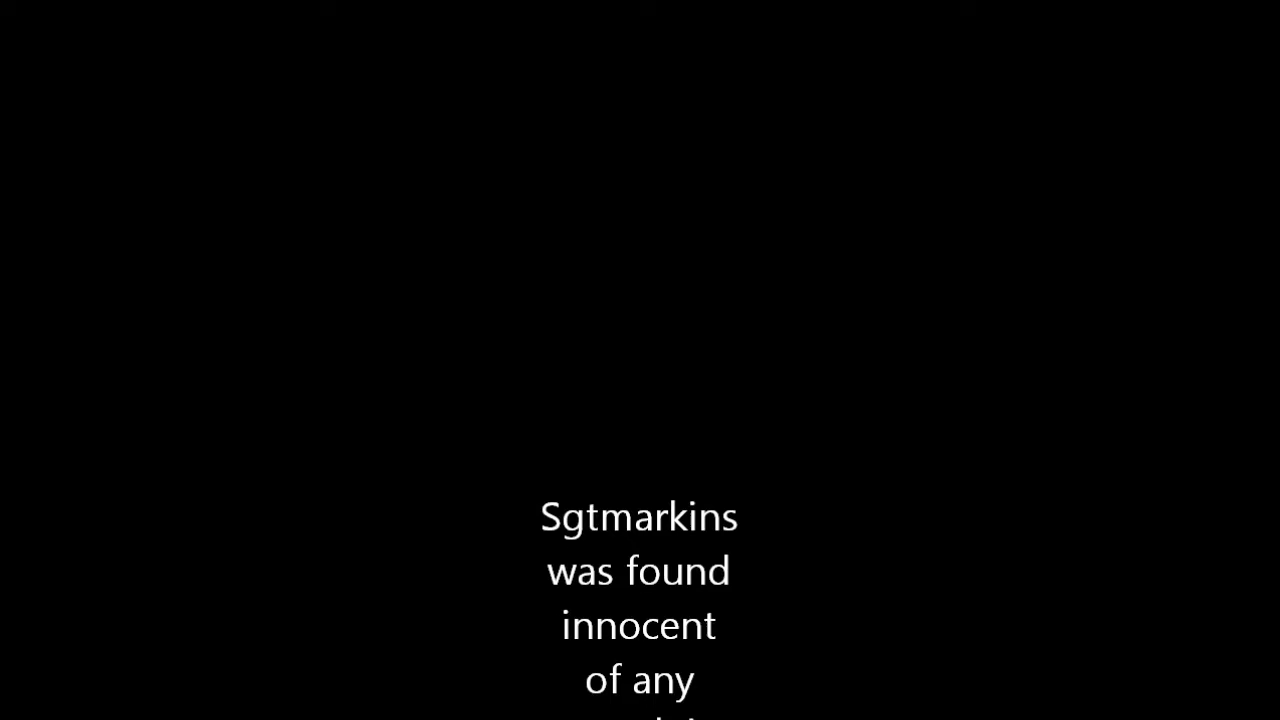 Sgtmarkins
was found
innocent
of any